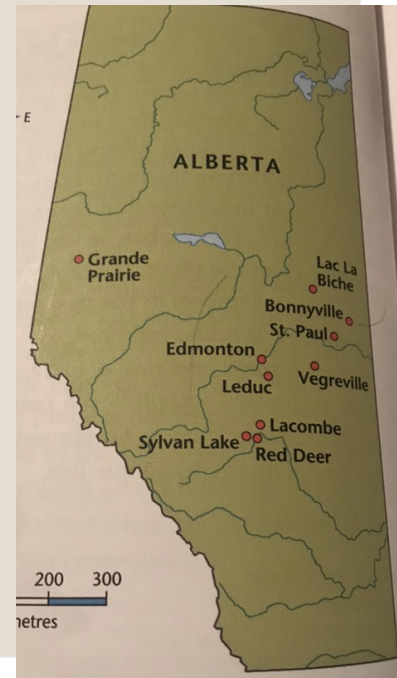 E
ALBERTA
Grande
Prairie
Lac La
Biche
Bonnyville
St. Paul
Edmonton
Leduc
Vegreville
Lacombe
Sylvan Lake
Red Deer
200 300
etres